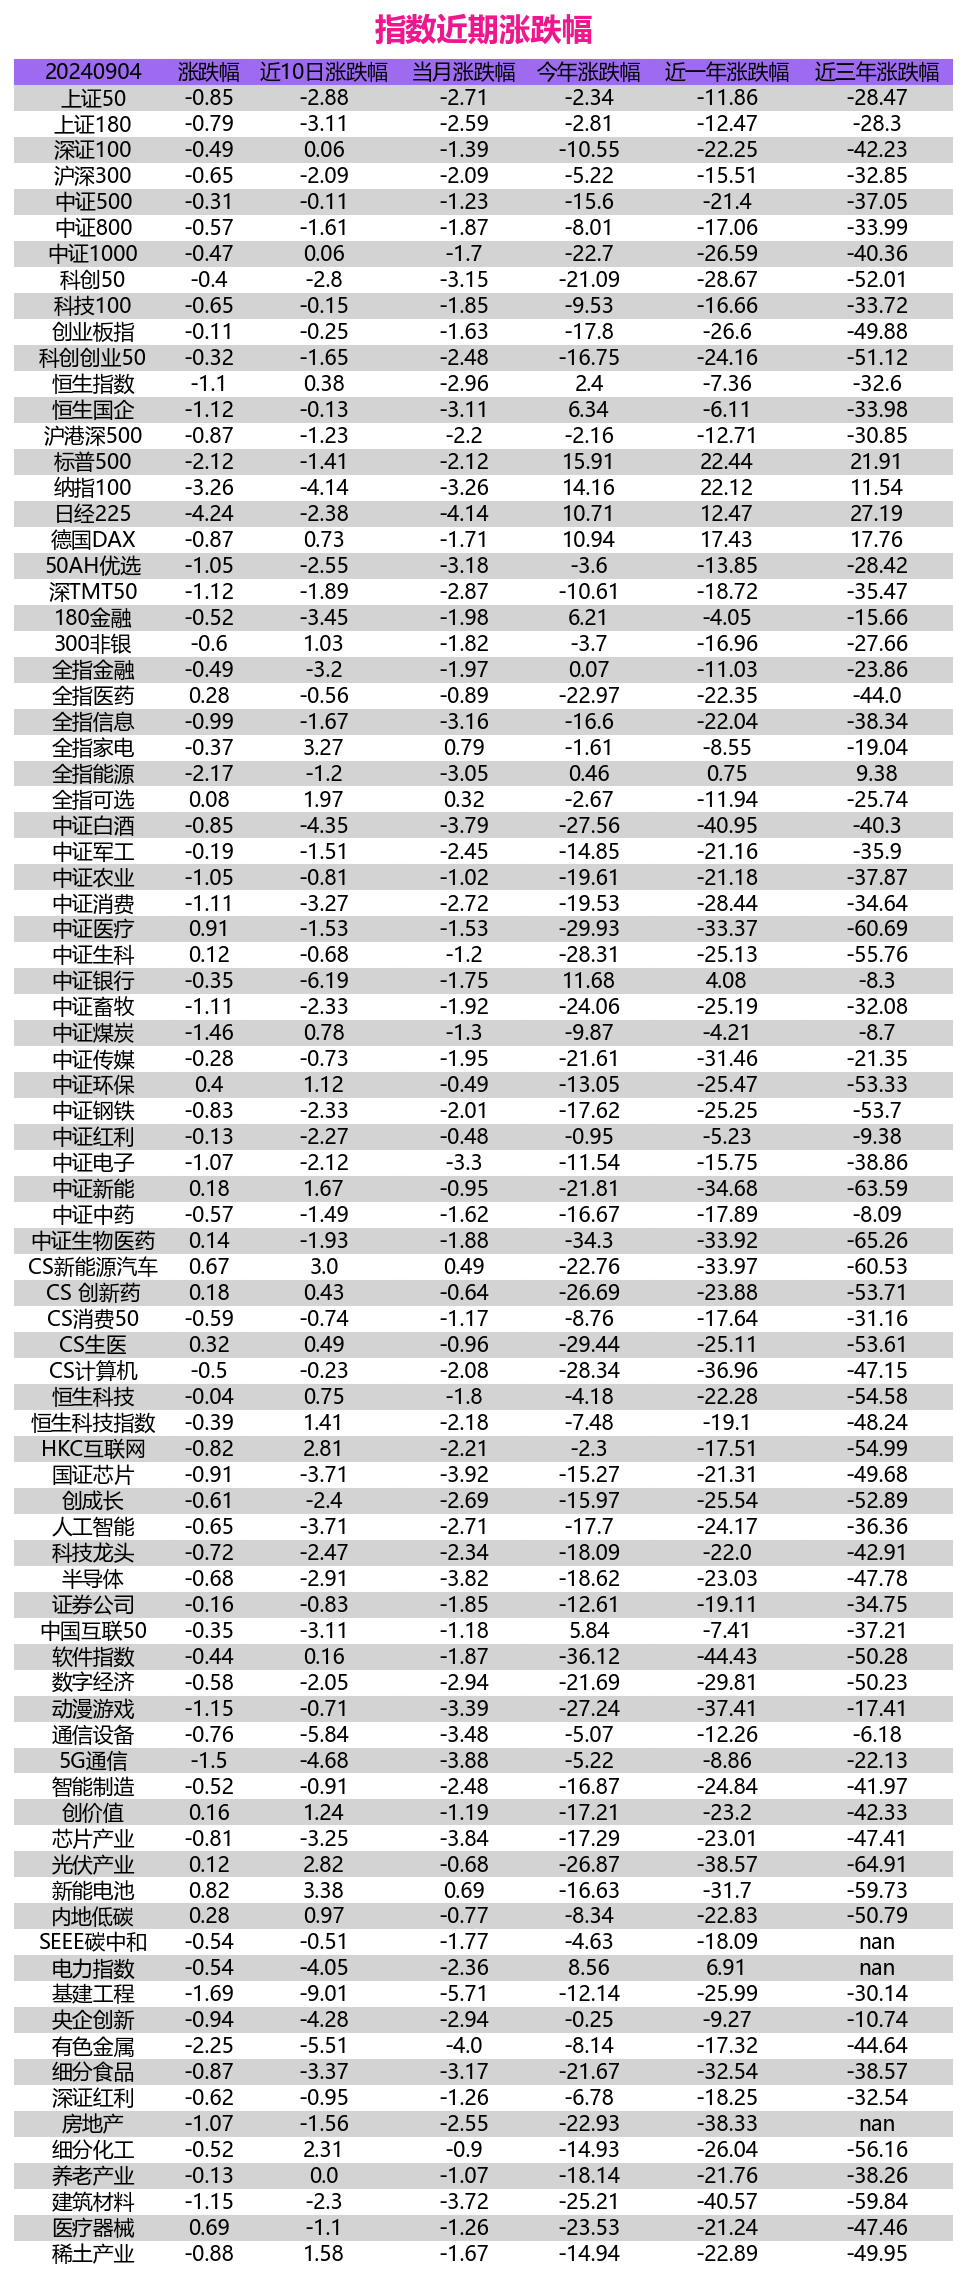 指数近期涨跌幅
20240904 涨跌幅 近10日涨跌幅 当月涨跌幅 今年涨跌幅 近一年涨跌幅 近三年涨跌幅
上证50 -0.85 -2.88 -2.71 -2.34 -11.86 -28.47
上证180 -0.79 -3.11 -2.59 -2.81 -12.47 -28.3
深证100 -0.49 0.06 -1.39 -10.55 -22.25 -42.23
沪深300 -0.65 -2.09 -2.09 -5.22 -15.51 -32.85
中证500 -0.31 -0.11 -1.23 -15.6 -21.4 -37.05
中证800 -0.57 -1.61 -1.87 -8.01 -17.06 -33.99
中证1000 -0.47 0.06 -1.7 -22.7 -26.59 -40.36
科创50 -0.4 -2.8 -3.15 -21.09 -28.67 -52.01
科技100 -0.65 -0.15 -1.85 -9.53 -16.66 -33.72
创业板指 -0.11 -0.25 -1.63 -17.8 -26.6 -49.88
科创创业50 -0.32 -1.65 -2.48 -16.75 -24.16 -51.12
恒生指数 -1.1 0.38 -2.96 2.4 -7.36 -32.6
恒生国企 -1.12 -0.13 -3.11 6.34 -6.11 -33.98
沪港深500 -0.87 -1.23 -2.2 -2.16 -12.71 -30.85
标普500 -2.12 -1.41 -2.12 15.91 22.44 21.91
纳指100 -3.26 -4.14 -3.26 14.16 22.12 11.54
日经225 -4.24 -2.38 -4.14 10.71 12.47 27.19
德国DAX -0.87 0.73 -1.71 10.94 17.43 17.76
50AH优选 -1.05 -2.55 -3.18 -3.6 -13.85 -28.42
深TMT50 -1.12 -1.89 -2.87 -10.61 -18.72 -35.47
180金融 -0.52 -3.45 -1.98 6.21 -4.05 -15.66
300非银 -0.6 1.03 -1.82 -3.7 -16.96 -27.66
全指金融 -0.49 -3.2 -1.97 0.07 -11.03 -23.86
全指医药 0.28 -0.56 -0.89 -22.97 -22.35 -44.0
全指信息 -0.99 -1.67 -3.16 -16.6 -22.04 -38.34
全指家电 -0.37 3.27 0.79 -1.61 -8.55 -19.04
全指能源 -2.17 -1.2 -3.05 0.46 0.75 9.38
全指可选 0.08 1.97 0.32 -2.67 -11.94 -25.74
中证白酒 -0.85 -4.35 -3.79 -27.56 -40.95 -40.3
中证军工 -0.19 -1.51 -2.45 -14.85 -21.16 -35.9
中证农业 -1.05 -0.81 -1.02 -19.61 -21.18 -37.87
中证消费 -1.11 -3.27 -2.72 -19.53 -28.44 -34.64
中证医疗 0.91 -1.53 -1.53 -29.93 -33.37 -60.69
中证生科 0.12 -0.68 -1.2 -28.31 -25.13 -55.76
中证银行 -0.35 -6.19 -1.75 11.68 4.08 -8.3
中证畜牧 -1.11 -2.33 -1.92 -24.06 -25.19 -32.08
中证煤炭 -1.46 0.78 -1.3 -9.87 -4.21 -8.7
中证传媒 -0.28 -0.73 -1.95 -21.61 -31.46 -21.35
中证环保 0.4 1.12 -0.49 -13.05 -25.47 -53.33
中证钢铁 -0.83 -2.33 -2.01 -17.62 -25.25 -53.7
中证红利 -0.13 -2.27 -0.48 -0.95 -5.23 -9.38
中证电子 -1.07 -2.12 -3.3 -11.54 -15.75 -38.86
中证新能 0.18 1.67 -0.95 -21.81 -34.68 -63.59
中证中药 -0.57 -1.49 -1.62 -16.67 -17.89 -8.09
中证生物医药 0.14 -1.93 -1.88 -34.3 -33.92 -65.26
CS新能源汽车 0.67 3.0 0.49 -22.76 -33.97 -60.53
CS 创新药 0.18 0.43 -0.64 -26.69 -23.88 -53.71
CS消费50 -0.59 -0.74 -1.17 -8.76 -17.64 -31.16
CS生医 0.32 0.49 -0.96 -29.44 -25.11 -53.61
CS计算机 -0.5 -0.23 -2.08 -28.34 -36.96 -47.15
恒生科技 -0.04 0.75 -1.8 -4.18 -22.28 -54.58
恒生科技指数 -0.39 1.41 -2.18 -7.48 -19.1 -48.24
HKC互联网 -0.82 2.81 -2.21 -2.3 -17.51 -54.99
国证芯片 -0.91 -3.71 -3.92 -15.27 -21.31 -49.68
创成长 -0.61 -2.4 -2.69 -15.97 -25.54 -52.89
人工智能 -0.65 -3.71 -2.71 -17.7 -24.17 -36.36
科技龙头 -0.72 -2.47 -2.34 -18.09 -22.0 -42.91
半导体 -0.68 -2.91 -3.82 -18.62 -23.03 -47.78
证券公司 -0.16 -0.83 -1.85 -12.61 -19.11 -34.75
中国互联50 -0.35 -3.11 -1.18 5.84 -7.41 -37.21
软件指数 -0.44 0.16 -1.87 -36.12 -44.43 -50.28
数字经济 -0.58 -2.05 -2.94 -21.69 -29.81 -50.23
动漫游戏 -1.15 -0.71 -3.39 -27.24 -37.41 -17.41
通信设备 -0.76 -5.84 -3.48 -5.07 -12.26 -6.18
5G通信 -1.5 -4.68 -3.88 -5.22 -8.86 -22.13
智能制造 -0.52 -0.91 -2.48 -16.87 -24.84 -41.97
创价值 0.16 1.24 -1.19 -17.21 -23.2 -42.33
芯片产业 -0.81 -3.25 -3.84 -17.29 -23.01 -47.41
光伏产业 0.12 2.82 -0.68 -26.87 -38.57 -64.91
新能电池 0.82 3.38 0.69 -16.63 -31.7 -59.73
内地低碳 0.28 0.97 -0.77 -8.34 -22.83 -50.79
SEEE碳中和 -0.54 -0.51 -1.77 -4.63 -18.09 nan
电力指数 -0.54 -4.05 -2.36 8.56 6.91 nan
基建工程 -1.69 -9.01 -5.71 -12.14 -25.99 -30.14
央企创新 -0.94 -4.28 -2.94 -0.25 -9.27 -10.74
有色金属 -2.25 -5.51 -4.0 -8.14 -17.32 -44.64
细分食品 -0.87 -3.37 -3.17 -21.67 -32.54 -38.57
深证红利 -0.62 -0.95 -1.26 -6.78 -18.25 -32.54
房地产 -1.07 -1.56 -2.55 -22.93 -38.33 nan
细分化工 -0.52 2.31 -0.9 -14.93 -26.04 -56.16
养老产业 -0.13 0.0 -1.07 -18.14 -21.76 -38.26
建筑材料 -1.15 -2.3 -3.72 -25.21 -40.57 -59.84
医疗器械 0.69 -1.1 -1.26 -23.53 -21.24 -47.46
稀土产业 -0.88 1.58 -1.67 -14.94 -22.89 -49.95